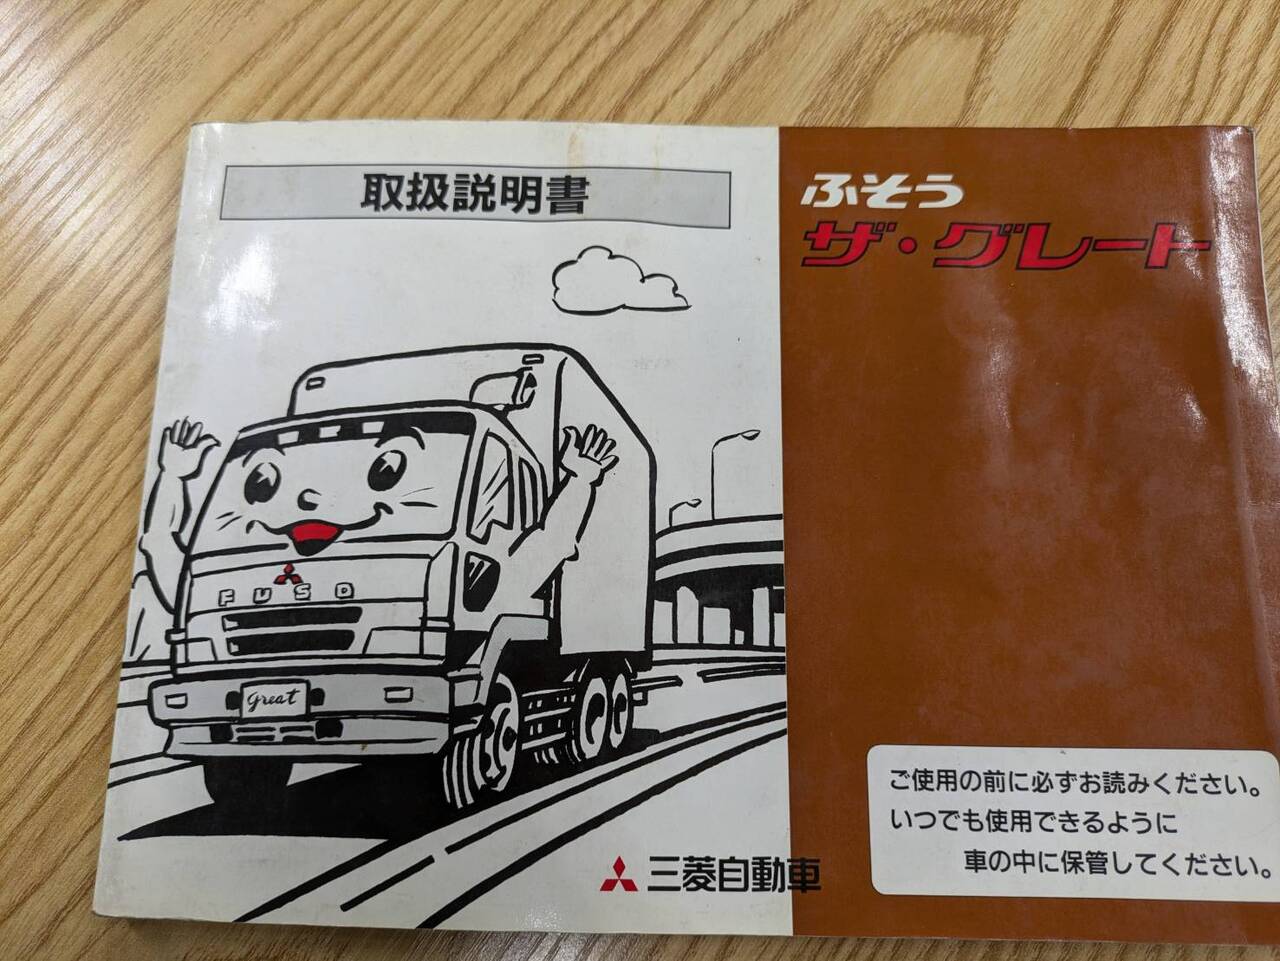 取扱説明書
ふそう
ザ・グレート
FUSO
great
ご使用の前に必ずお読みください。
いつでも使用できるように
車の中に保管してください。
三菱自動車